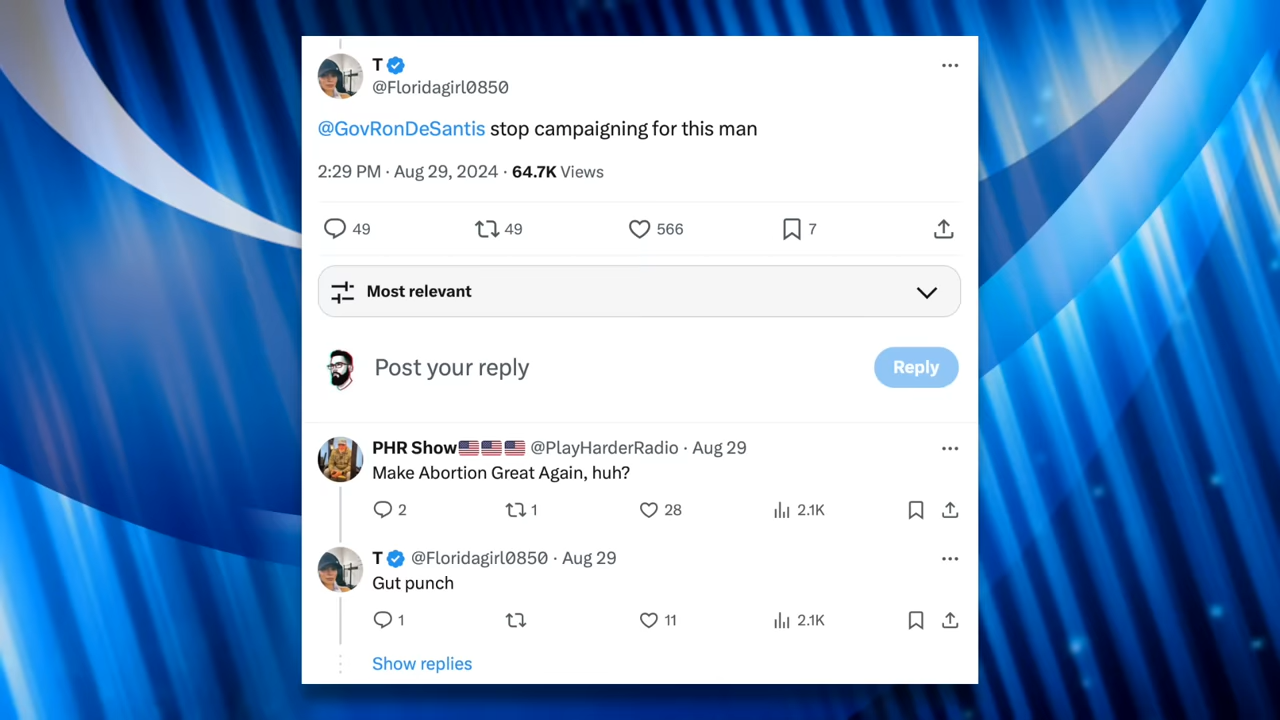 T
@Floridagirl0850
@GovRonDeSantis stop campaigning for this man
2:29 PM · Aug 29, 2024 · 64.7K Views
49 49 566 7
Most relevant
Post your reply Reply
PHR Show🇺🇸🇺🇸🇺🇸 @PlayHarderRadio · Aug 29
Make Abortion Great Again, huh?
2 1 28 2.1K
T @Floridagirl0850 · Aug 29
Gut punch
1 11 2.1K
Show replies